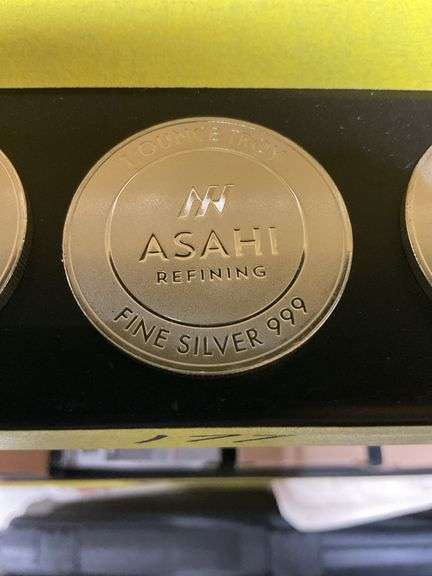 1 OUNCE TROY
ASAHI
REFINING
FINE SILVER 999